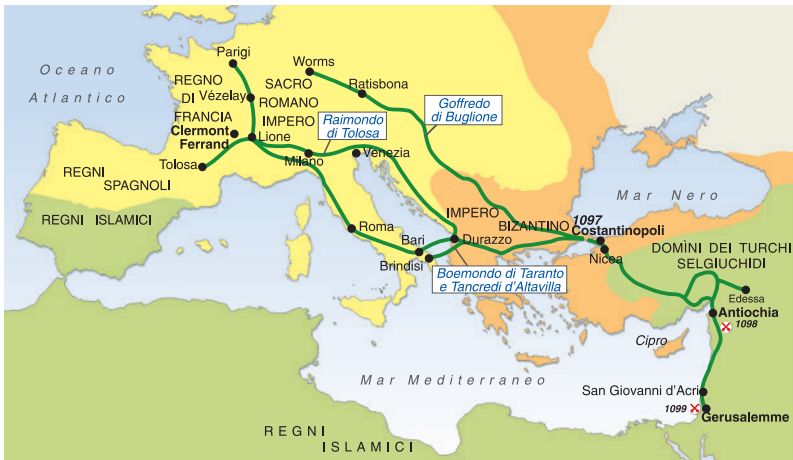 Oceano
Atlantico
Parigi
REGNO
DI
Vézelay
FRANCIA
Clermont
Ferrand
Lione
Tolosa
REGNI
SPAGNOLI
REGNI ISLAMICI
Worms
SACRO
ROMANO
IMPERO
Ratisbona
Raimondo
di Tolosa
Goffredo
di Buglione
Milano
Venezia
Roma
Bari
Brindisi
Durazzo
IMPERO
BIZANTINO
Boemondo di Taranto
e Tancredi d'Altavilla
Mar Nero
1097
Costantinopoli
Nicea
DOMÌNI DEI TURCHI
SELGIUCHIDI
Edessa
Antiochia
1098
Cipro
Mar Mediterraneo
San Giovanni d'Acri
1099
Gerusalemme
REGNI
ISLAMICI